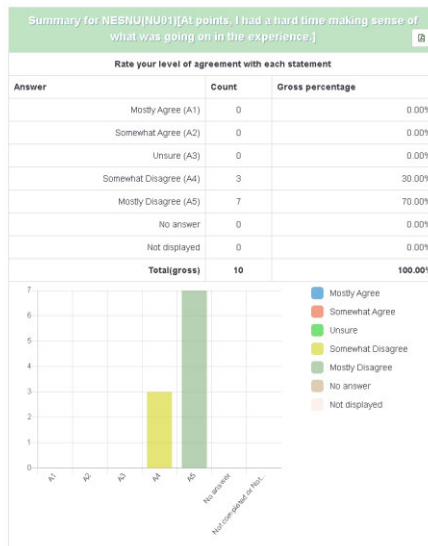 Summary for NESNU(NU01)[At points, I had a hard time making sense of
what was going on in the experience.]
Rate your level of agreement with each statement
Answer Count Gross percentage
Mostly Agree (A1) 0 0.00%
Somewhat Agree (A2) 0 0.00%
Unsure (A3) 0 0.00%
Somewhat Disagree (A4) 3 30.00%
Mostly Disagree (A5) 7 70.00%
No answer 0 0.00%
Not displayed 0 0.00%
Total(gross) 10 100.00%
7
6
5
4
3
2
1
0
A1 A2 A3 A4 A5 No answer Not completed or Not...
Mostly Agree
Somewhat Agree
Unsure
Somewhat Disagree
Mostly Disagree
No answer
Not displayed